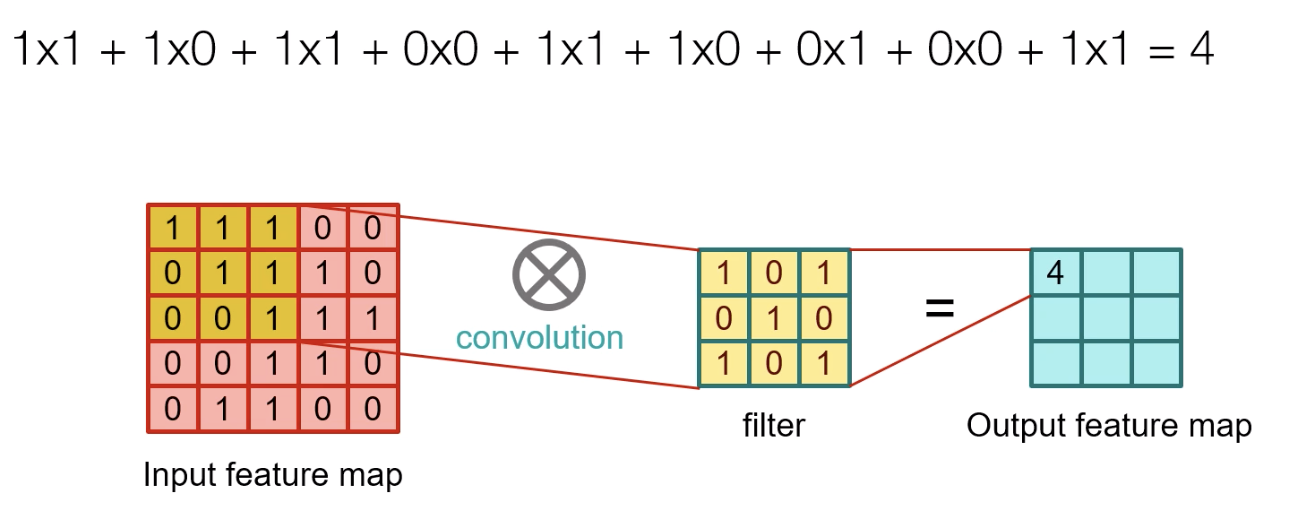 1x1 + 1x0 + 1x1 + 0x0 + 1x1 + 1x0 + 0x1 + 0x0 + 1x1 = 4
1 1 1 0 0
0 1 1 1 0
0 0 1 1 1
0 0 1 1 0
0 1 1 0 0
Input feature map
convolution
1 0 1
0 1 0
1 0 1
filter
=
4
Output feature map